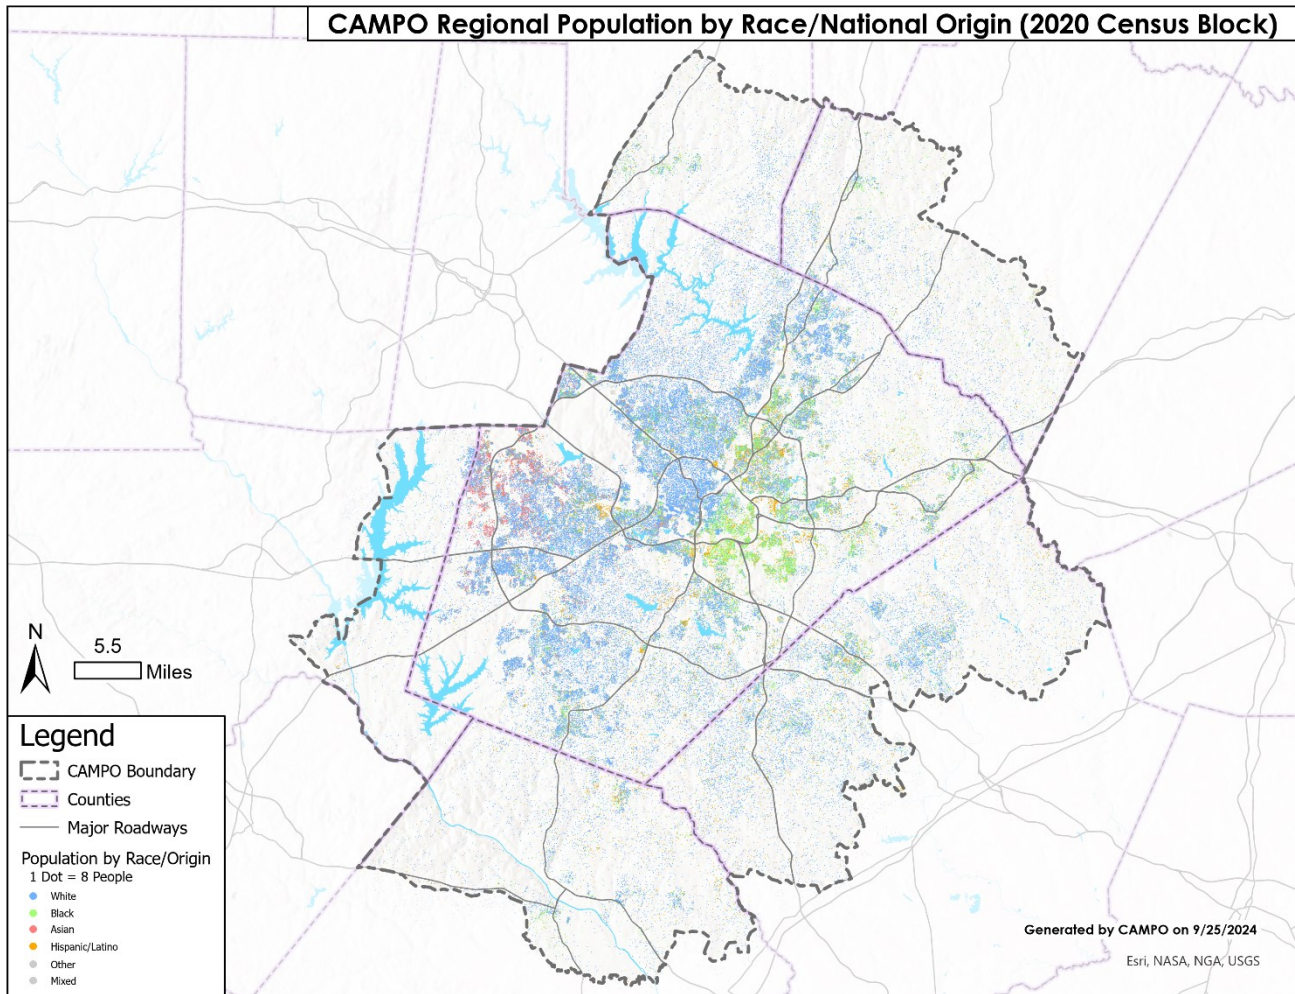 CAMPO Regional Population by Race/National Origin (2020 Census Block)
N
5.5
Miles
Legend
CAMPO Boundary
Counties
Major Roadways
Population by Race/Origin
1 Dot = 8 People
White
Black
Asian
Hispanic/Latino
Other
Mixed
Generated by CAMPO on 9/25/2024
Esri, NASA, NGA, USGS